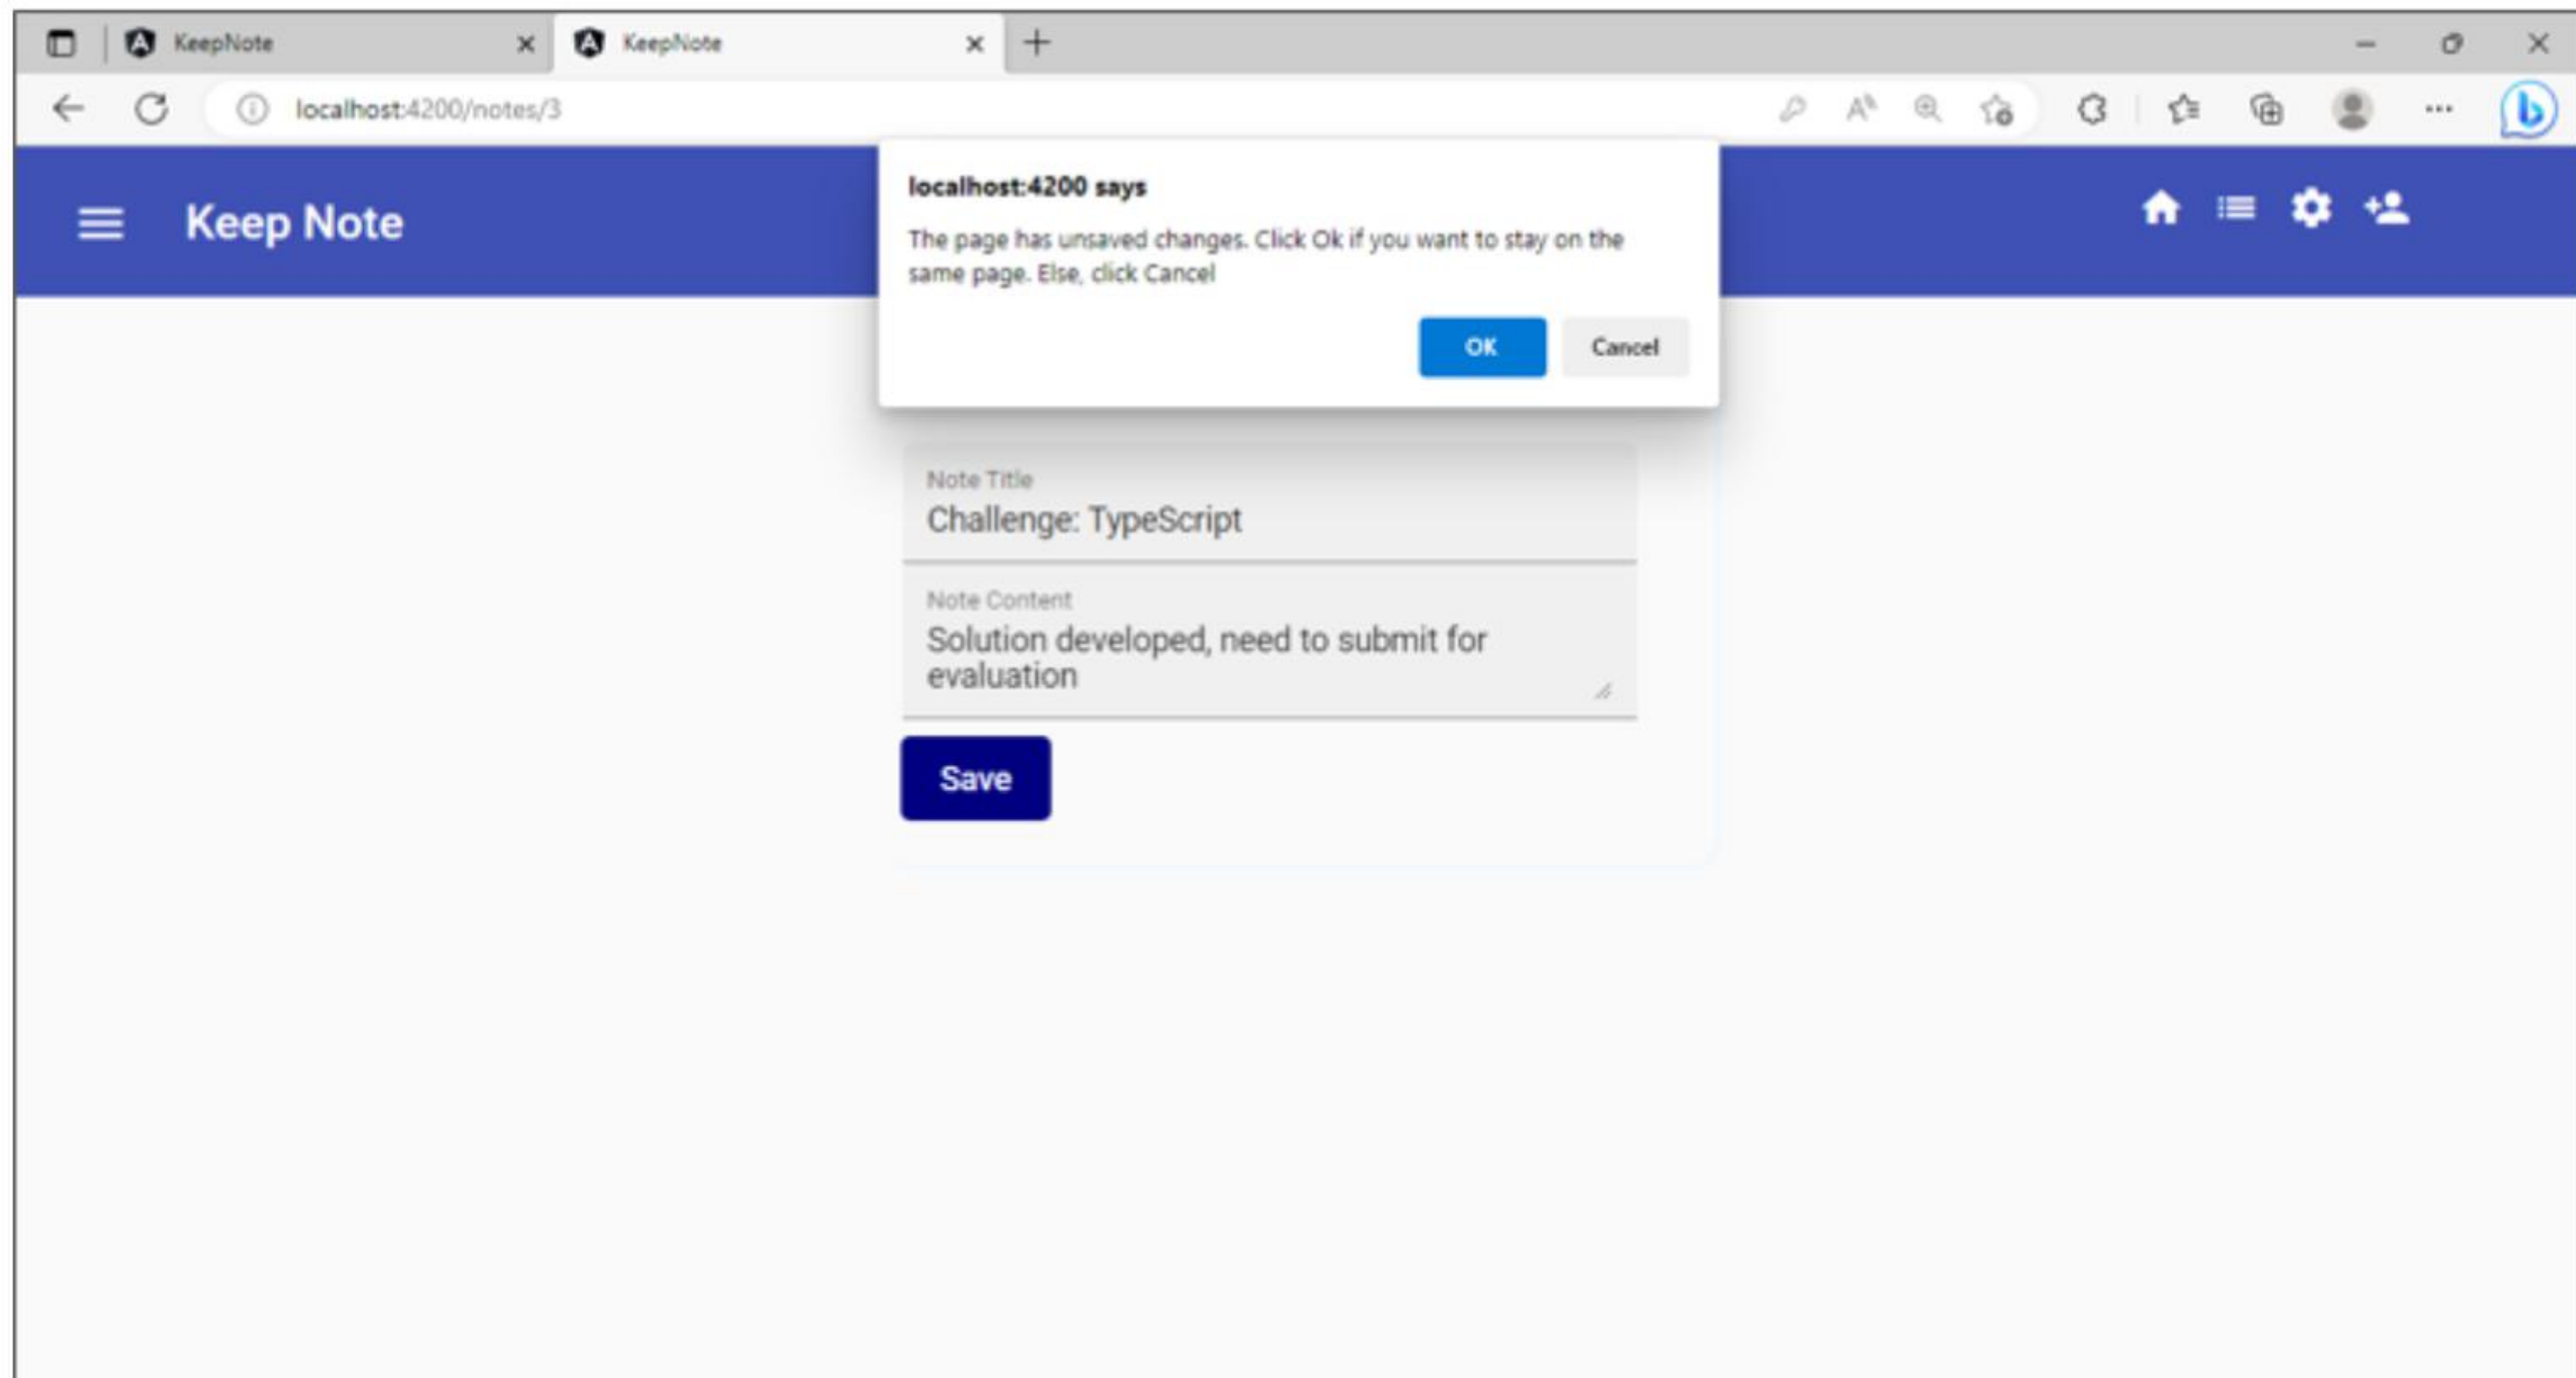 KeepNote
KeepNote
localhost:4200/notes/3
Keep Note
localhost:4200 says
The page has unsaved changes. Click Ok if you want to stay on the
same page. Else, click Cancel
OK
Cancel
Note Title
Challenge: TypeScript
Note Content
Solution developed, need to submit for
evaluation
Save